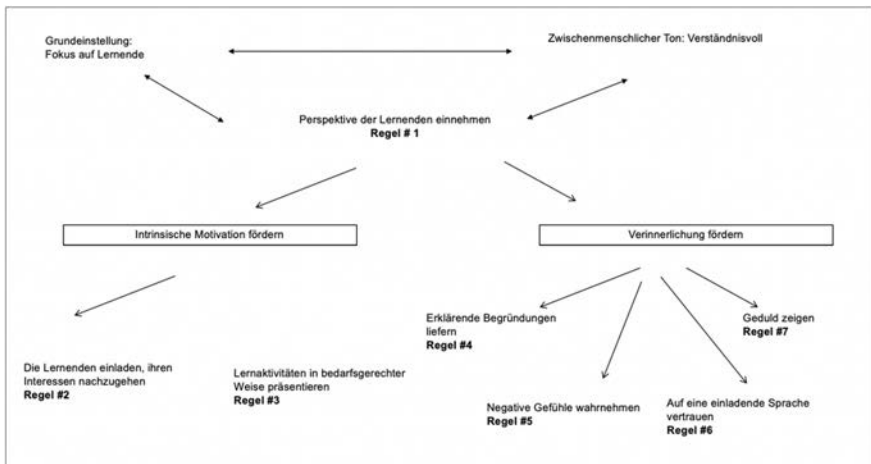 Grundeinstellung:
Fokus auf Lernende
Zwischenmenschlicher Ton: Verständnisvoll
Perspektive der Lernenden einnehmen
Regel # 1
Intrinsische Motivation fördern
Verinnerlichung fördern
Erklärende Begründungen
liefern
Regel #4
Geduld zeigen
Regel #7
Die Lernenden einladen, ihren
Interessen nachzugehen
Regel #2
Lernaktivitäten in bedarfsgerechter
Weise präsentieren
Regel #3
Negative Gefühle wahrnehmen
Regel #5
Auf eine einladende Sprache
vertrauen
Regel #6